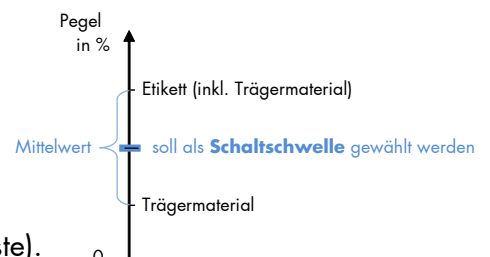 Pegel
in %
Etikett (inkl. Trägermaterial)
Mittelwert soll als Schaltschwelle gewählt werden
Trägermaterial
0